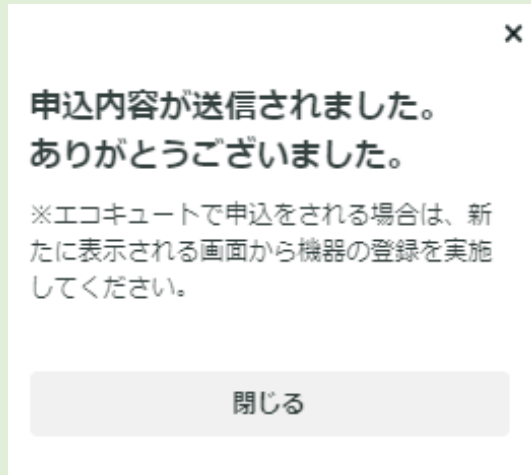 ×
申込内容が送信されました。
ありがとうございました。
※エコキュートで申込をされる場合は、新
たに表示される画面から機器の登録を実施
してください。
閉じる